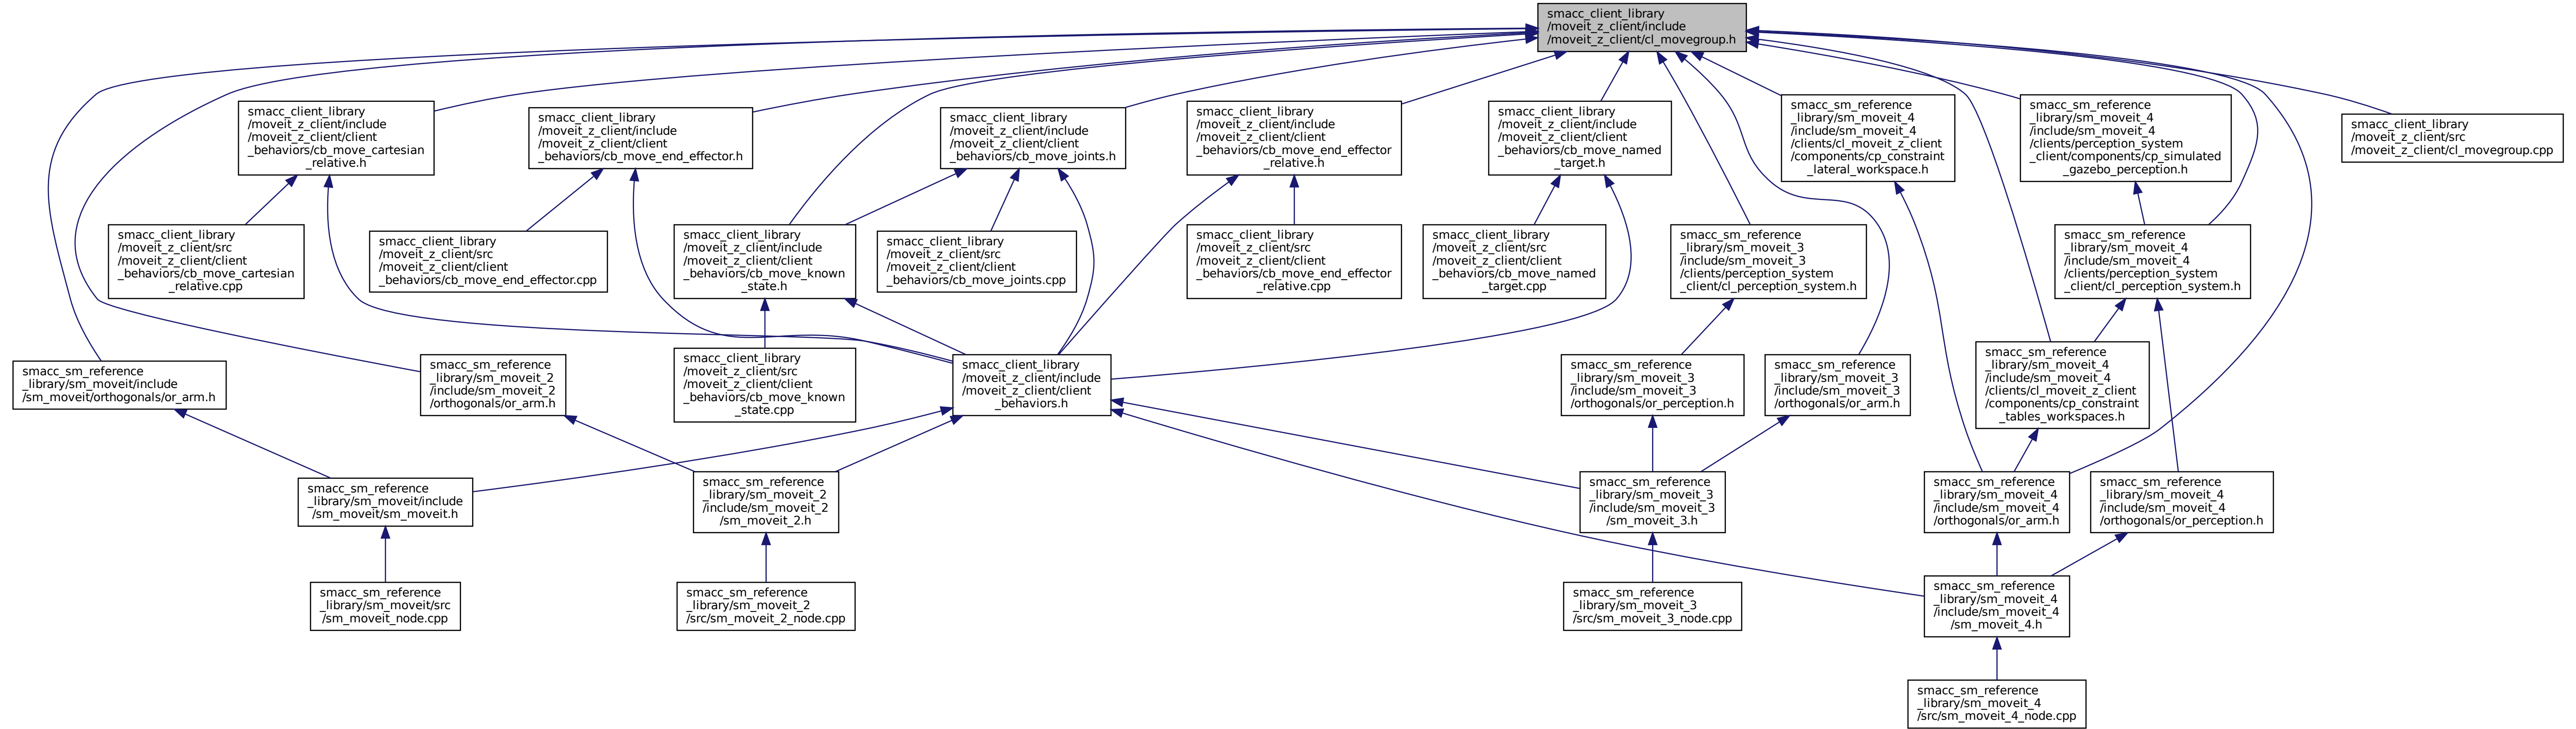 smacc_client_library
/moveit_z_client/include
/moveit_z_client/cl_movegroup.h
smacc_client_library
/moveit_z_client/include
/moveit_z_client/client
_behaviors/cb_move_cartesian
_relative.h
smacc_client_library
/moveit_z_client/include
/moveit_z_client/client
_behaviors/cb_move_end_effector.h
smacc_client_library
/moveit_z_client/include
/moveit_z_client/client
_behaviors/cb_move_joints.h
smacc_client_library
/moveit_z_client/include
/moveit_z_client/client
_behaviors/cb_move_end_effector
_relative.h
smacc_client_library
/moveit_z_client/include
/moveit_z_client/client
_behaviors/cb_move_named
_target.h
smacc_sm_reference
_library/sm_moveit_4
/include/sm_moveit_4
/clients/cl_moveit_z_client
/components/cp_constraint
_lateral_workspace.h
smacc_sm_reference
_library/sm_moveit_4
/include/sm_moveit_4
/clients/perception_system
_client/components/cp_simulated
_gazebo_perception.h
smacc_client_library
/moveit_z_client/src
/moveit_z_client/cl_movegroup.cpp
smacc_client_library
/moveit_z_client/src
/moveit_z_client/client
_behaviors/cb_move_cartesian
_relative.cpp
smacc_client_library
/moveit_z_client/src
/moveit_z_client/client
_behaviors/cb_move_end_effector.cpp
smacc_client_library
/moveit_z_client/include
/moveit_z_client/client
_behaviors/cb_move_known
_state.h
smacc_client_library
/moveit_z_client/src
/moveit_z_client/client
_behaviors/cb_move_joints.cpp
smacc_client_library
/moveit_z_client/src
/moveit_z_client/client
_behaviors/cb_move_end_effector
_relative.cpp
smacc_client_library
/moveit_z_client/src
/moveit_z_client/client
_behaviors/cb_move_named
_target.cpp
smacc_sm_reference
_library/sm_moveit_3
/include/sm_moveit_3
/clients/perception_system
_client/cl_perception_system.h
smacc_sm_reference
_library/sm_moveit_4
/include/sm_moveit_4
/clients/perception_system
_client/cl_perception_system.h
smacc_sm_reference
_library/sm_moveit/include
/sm_moveit/orthogonals/or_arm.h
smacc_sm_reference
_library/sm_moveit_2
/include/sm_moveit_2
/orthogonals/or_arm.h
smacc_client_library
/moveit_z_client/src
/moveit_z_client/client
_behaviors/cb_move_known
_state.cpp
smacc_client_library
/moveit_z_client/include
/moveit_z_client/client
_behaviors.h
smacc_sm_reference
_library/sm_moveit_3
/include/sm_moveit_3
/orthogonals/or_perception.h
smacc_sm_reference
_library/sm_moveit_3
/include/sm_moveit_3
/orthogonals/or_arm.h
smacc_sm_reference
_library/sm_moveit_4
/include/sm_moveit_4
/clients/cl_moveit_z_client
/components/cp_constraint
_tables_workspaces.h
smacc_sm_reference
_library/sm_moveit/include
/sm_moveit/sm_moveit.h
smacc_sm_reference
_library/sm_moveit_2
/include/sm_moveit_2
/sm_moveit_2.h
smacc_sm_reference
_library/sm_moveit_3
/include/sm_moveit_3
/sm_moveit_3.h
smacc_sm_reference
_library/sm_moveit_4
/include/sm_moveit_4
/orthogonals/or_arm.h
smacc_sm_reference
_library/sm_moveit_4
/include/sm_moveit_4
/orthogonals/or_perception.h
smacc_sm_reference
_library/sm_moveit/src
/sm_moveit_node.cpp
smacc_sm_reference
_library/sm_moveit_2
/src/sm_moveit_2_node.cpp
smacc_sm_reference
_library/sm_moveit_3
/src/sm_moveit_3_node.cpp
smacc_sm_reference
_library/sm_moveit_4
/include/sm_moveit_4
/sm_moveit_4.h
smacc_sm_reference
_library/sm_moveit_4
/src/sm_moveit_4_node.cpp